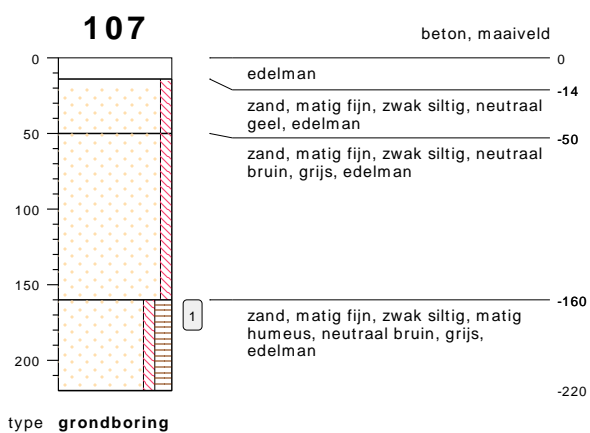 107
beton, maaiveld
0
0
edelman
-14
zand, matig fijn, zwak siltig, neutraal
geel, edelman
50
-50
zand, matig fijn, zwak siltig, neutraal
bruin, grijs, edelman
100
150
-160
1
zand, matig fijn, zwak siltig, matig
humeus, neutraal bruin, grijs,
edelman
200
-220
type grondboring